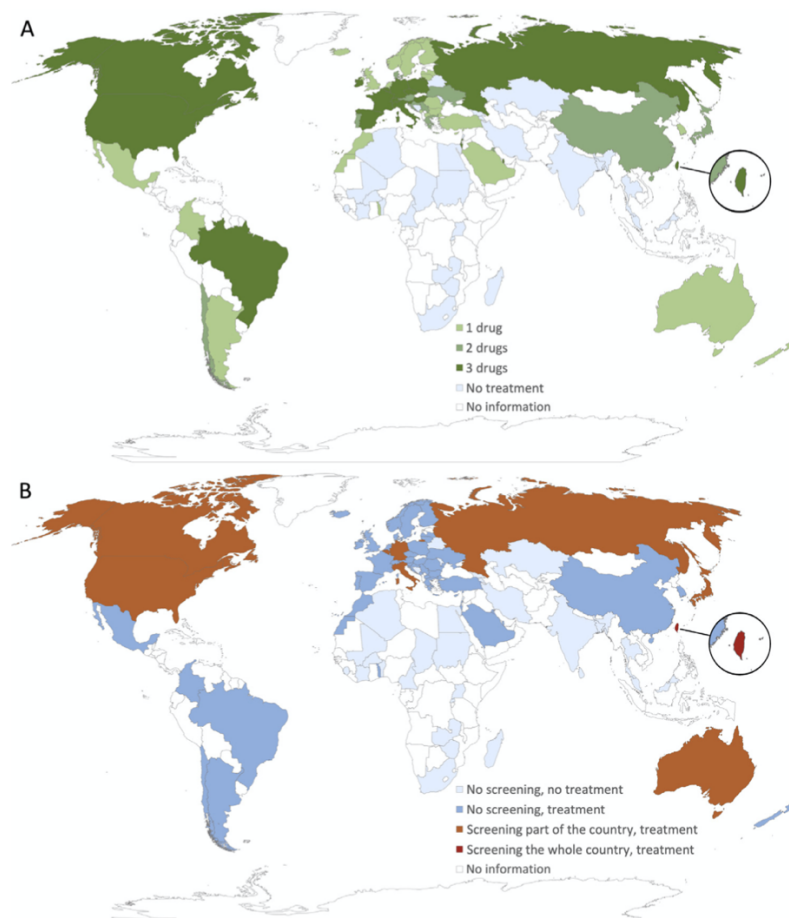 A
1 drug
2 drugs
3 drugs
No treatment
No information
B
No screening, no treatment
No screening, treatment
Screening part of the country, treatment
Screening the whole country, treatment
No information